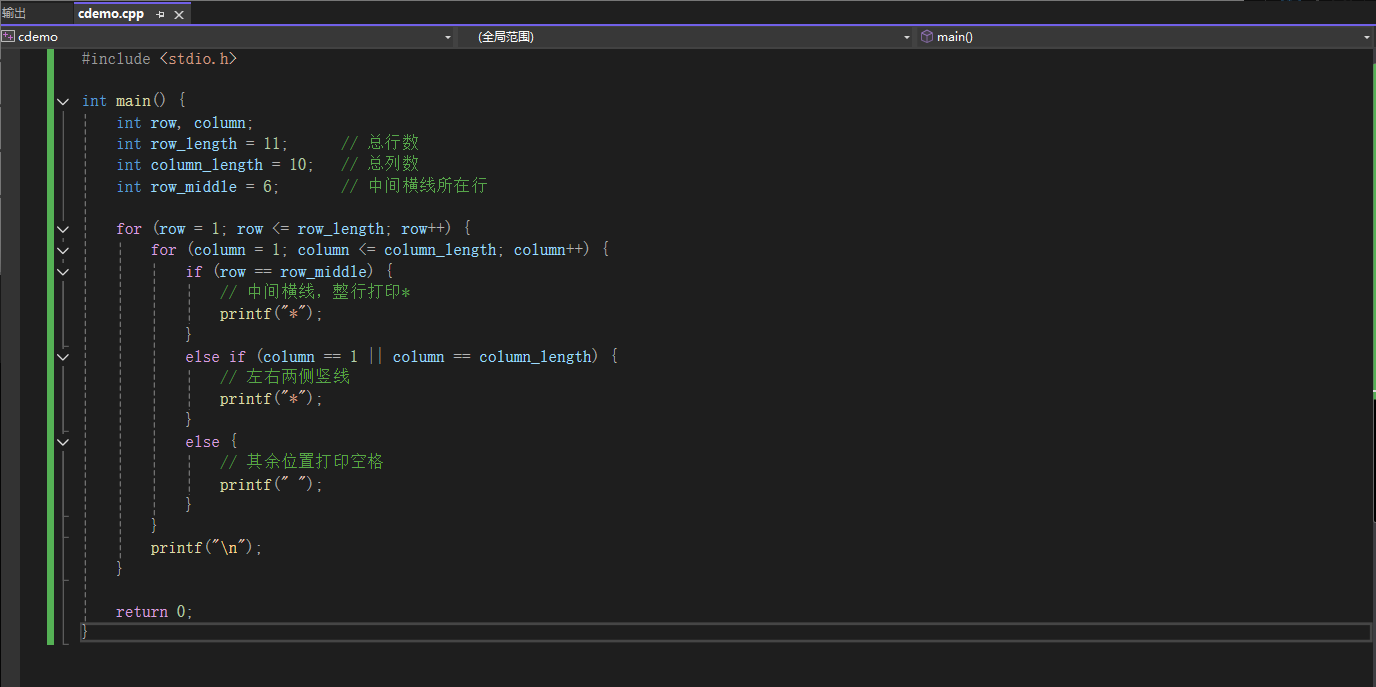 输出 cdemo.cpp
cdemo (全局范围) main()
#include <stdio.h>
int main() {
int row, column;
int row_length = 11; // 总行数
int column_length = 10; // 总列数
int row_middle = 6; // 中间横线所在行
for (row = 1; row <= row_length; row++) {
for (column = 1; column <= column_length; column++) {
if (row == row_middle) {
// 中间横线，整行打印*
printf("*");
}
else if (column == 1 || column == column_length) {
// 左右两侧竖线
printf("*");
}
else {
// 其余位置打印空格
printf(" ");
}
}
printf("\n");
}
return 0;
}